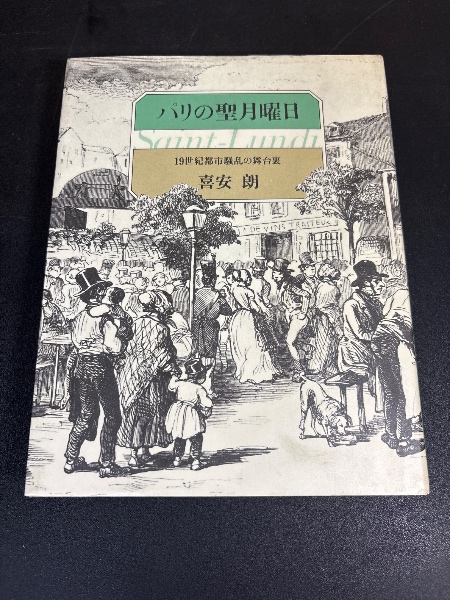 パリの聖月曜日
Saint-Lundi
19世紀都市騒乱の舞台裏
喜安 朗
DE VINS TRAITEUR